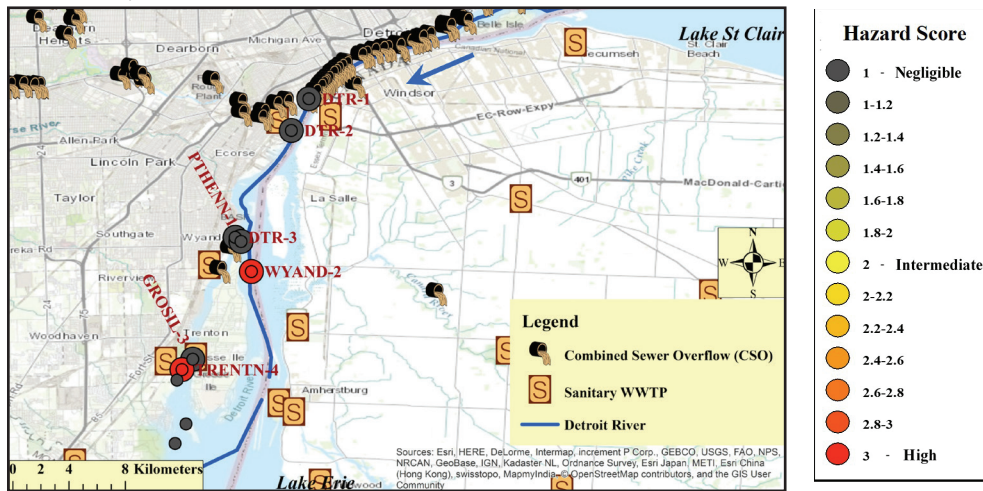 Dearborn
Heights
Dearborn
Michigan Ave
Detroit
Belle Isle
Lake St Clair
St Clair
Beach
Tecumseh
Canadian National
Windsor
DTR-1
EC-Row-Expy
DTR-2
Allen Park
Ecorse
Lincoln Park
PTHENN-1
3
401
MacDonald-Cartie
Taylor
La Salle
Southgate
Wyand
DTR-3
Riverview
WYAND-2
GROSIL-3
Woodhaven
Trenton
TRENTN-4
Fort-St
Detroit River
Amherstburg
N
W
E
S
Legend
Combined Sewer Overflow (CSO)
Sanitary WWTP
Detroit River
0 2 4 8 Kilometers
Lake Erie
Sources: Esri, HERE, DeLorme, Intermap, increment P Corp., GEBCO, USGS, FAO, NPS,
NRCAN, GeoBase, IGN, Kadaster NL, Ordnance Survey, Esri Japan, METI, Esri China
(Hong Kong), swisstopo, MapmyIndia, © OpenStreetMap contributors, and the GIS User
Community
Hazard Score
1 - Negligible
1-1.2
1.2-1.4
1.4-1.6
1.6-1.8
1.8-2
2 - Intermediate
2-2.2
2.2-2.4
2.4-2.6
2.6-2.8
2.8-3
3 - High